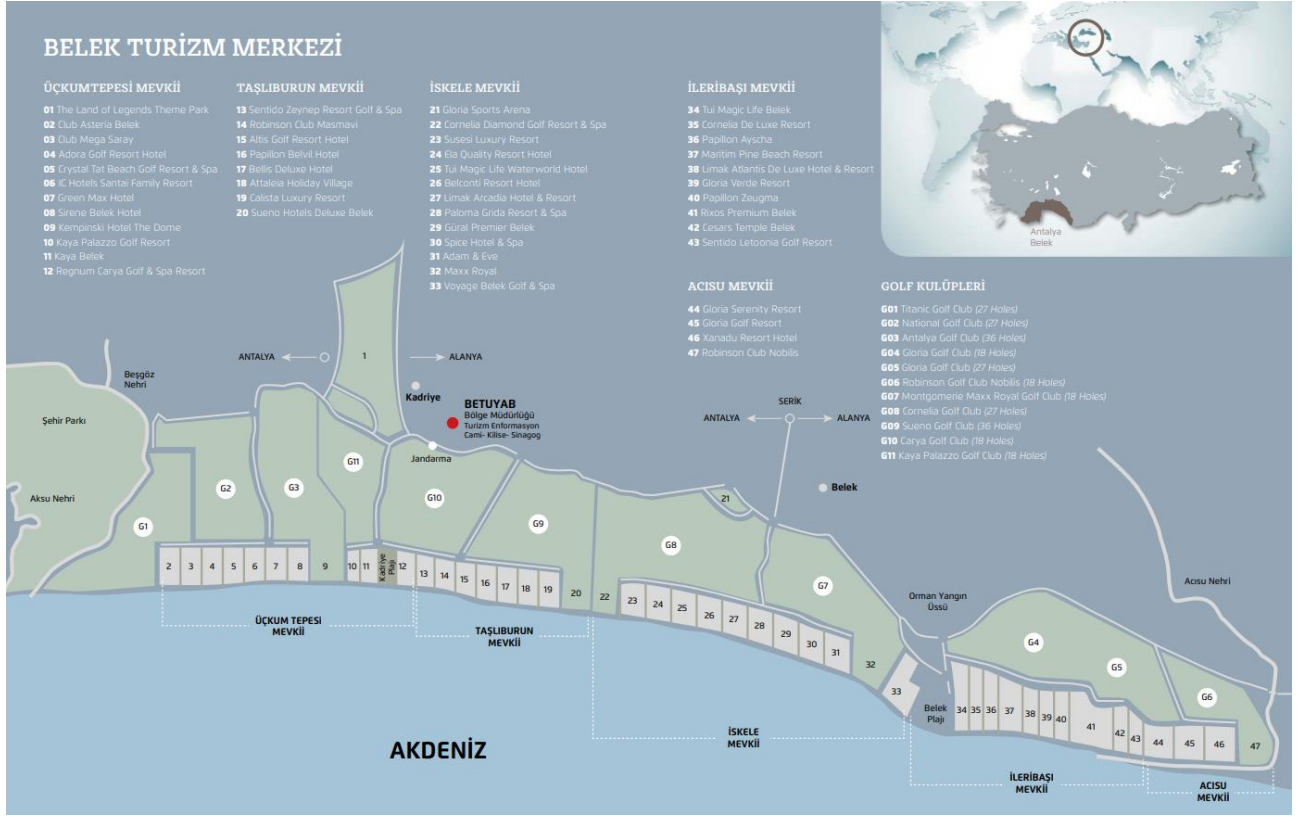 BELEK TURİZM MERKEZİ
ÜÇKUMTEPESİ MEVKİİ
01 The Land of Legends Theme Park
02 Club Asteria Belek
03 Club Mega Saray
04 Adora Golf Resort Hotel
05 Crystal Tat Beach Golf Resort & Spa
06 IC Hotels Santai Family Resort
07 Green Max Hotel
08 Sirene Belek Hotel
09 Kempinski Hotel The Dome
10 Kaya Palazzo Golf Resort
11 Kaya Belek
12 Regnum Carya Golf & Spa Resort
TAŞLIBURUN MEVKİİ
13 Sentido Zeynep Resort Golf & Spa
14 Robinson Club Masmavi
15 Altis Golf Resort Hotel
16 Papillon Belvil Hotel
17 Bellis Deluxe Hotel
18 Attaleia Holiday Village
19 Calista Luxury Resort
20 Sueno Hotels Deluxe Belek
İSKELE MEVKİİ
21 Gloria Sports Arena
22 Cornelia Diamond Golf Resort & Spa
23 Susesi Luxury Resort
24 Ela Quality Resort Hotel
25 Tui Magic Life Waterworld Hotel
26 Belconti Resort Hotel
27 Limak Arcadia Hotel & Resort
28 Paloma Grida Resort & Spa
29 Güral Premier Belek
30 Spice Hotel & Spa
31 Adam & Eve
32 Maxx Royal
33 Voyage Belek Golf & Spa
İLERİBAŞI MEVKİİ
34 Tui Magic Life Belek
35 Cornelia De Luxe Resort
36 Papillon Ayscha
37 Maritim Pine Beach Resort
38 Limak Atlantis De Luxe Hotel & Resort
39 Gloria Verde Resort
40 Papillon Zeugma
41 Rixos Premium Belek
42 Cesars Temple Belek
43 Sentido Letoonia Golf Resort
ACISU MEVKİİ
44 Gloria Serenity Resort
45 Gloria Golf Resort
46 Xanadu Resort Hotel
47 Robinson Club Nobilis
GOLF KULÜPLERİ
G01 Titanic Golf Club (27 Holes)
G02 National Golf Club (27 Holes)
G03 Antalya Golf Club (36 Holes)
G04 Gloria Golf Club (18 Holes)
G05 Gloria Golf Club (27 Holes)
G06 Robinson Golf Club Nobilis (18 Holes)
G07 Montgomerie Maxx Royal Golf Club (18 Holes)
G08 Cornelia Golf Club (27 Holes)
G09 Sueno Golf Club (36 Holes)
G10 Carya Golf Club (18 Holes)
G11 Kaya Palazzo Golf Club (18 Holes)
Antalya
Belek
ANTALYA
1
ALANYA
Beşgöz
Nehri
Kadriye
BETUYAB
Bölge Müdürlüğü
Turizm Enformasyon
Cami- Kilise- Sinagog
Jandarma
SERİK
ANTALYA
ALANYA
Belek
Şehir Parkı
Aksu Nehri
G1
G2
G3
G11
G10
G9
21
G8
G7
Orman Yangın
Üssü
Acısu Nehri
G4
G5
G6
2
3
4
5
6
7
8
9
10
11
Kadriye
Plajı
12
13
14
15
16
17
18
19
20
22
23
24
25
26
27
28
29
30
31
32
33
Belek
Plajı
34
35
36
37
38
39
40
41
42
43
44
45
46
47
ÜÇKUM TEPESI
MEVKİİ
TAŞLIBURUN
MEVKİİ
İSKELE
MEVKİİ
İLERİBAŞI
MEVKİİ
ACISU
MEVKİİ
AKDENİZ